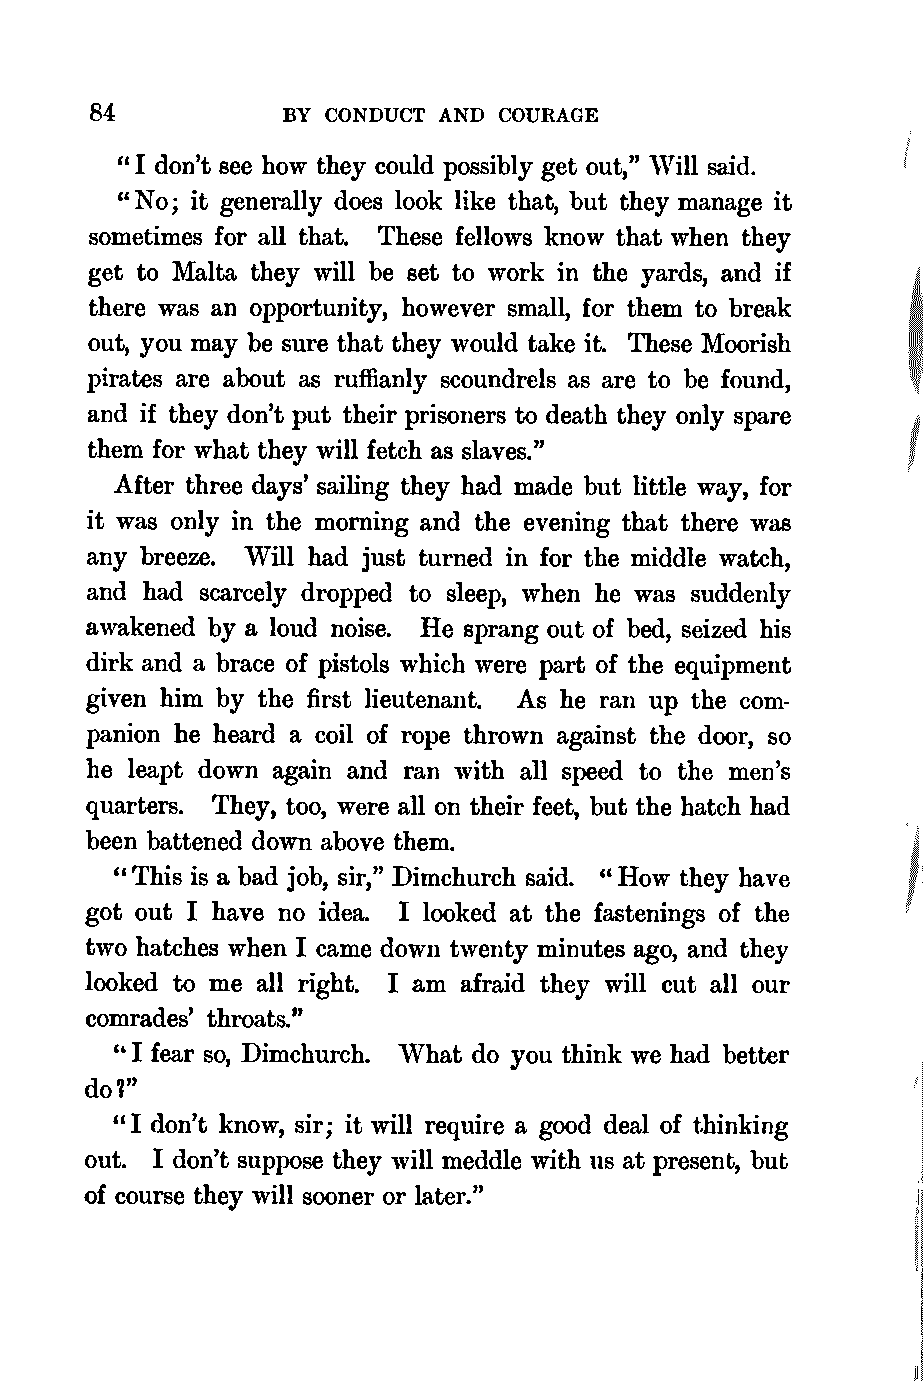 84 BY CONDUCT AND COURAGE
"I don't see how they could possibly get out," Will said.
"No; it generally does look like that, but they manage it
sometimes for all that. These fellows know that when they
get to Malta they will be set to work in the yards, and if
there was an opportunity, however small, for them to break
out, you may be sure that they would take it. These Moorish
pirates are about as ruffianly scoundrels as are to be found,
and if they don't put their prisoners to death they only spare
them for what they will fetch as slaves."
After three days' sailing they had made but little way, for
it was only in the morning and the evening that there was
any breeze. Will had just turned in for the middle watch,
and had scarcely dropped to sleep, when he was suddenly
awakened by a loud noise. He sprang out of bed, seized his
dirk and a brace of pistols which were part of the equipment
given him by the first lieutenant. As he ran up the com-
panion he heard a coil of rope thrown against the door, so
he leapt down again and ran with all speed to the men's
quarters. They, too, were all on their feet, but the hatch had
been battened down above them.
"This is a bad job, sir," Dimchurch said. "How they have
got out I have no idea. I looked at the fastenings of the
two hatches when I came down twenty minutes ago, and they
looked to me all right. I am afraid they will cut all our
comrades' throats."
"I fear so, Dimchurch. What do you think we had better
do?"
"I don't know, sir; it will require a good deal of thinking
out. I don't suppose they will meddle with us at present, but
of course they will sooner or later."